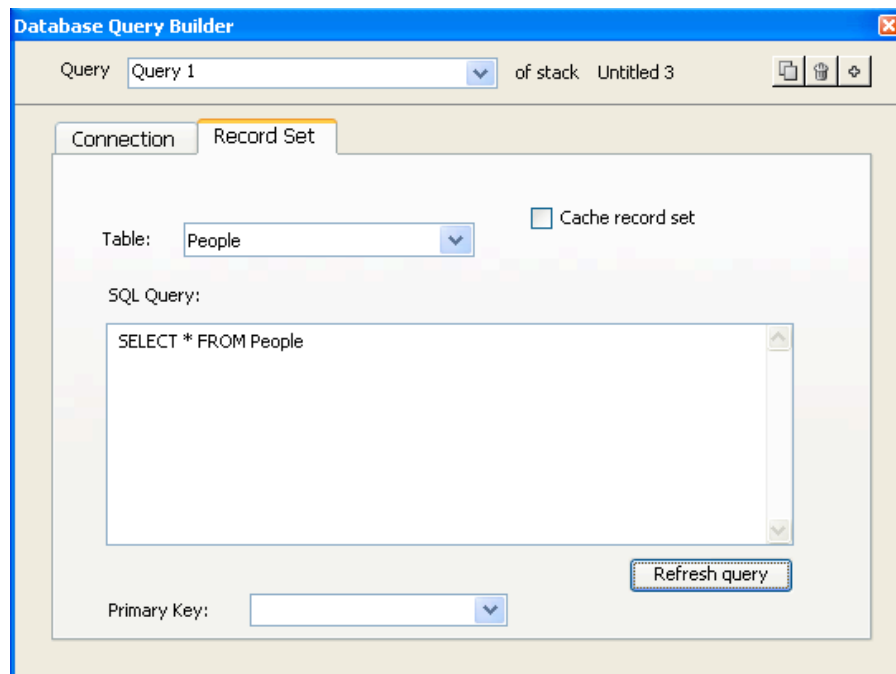 Database Query Builder
Query Query 1 of stack Untitled 3
Connection Record Set
Cache record set
Table: People
SQL Query:
SELECT * FROM People
Refresh query
Primary Key: